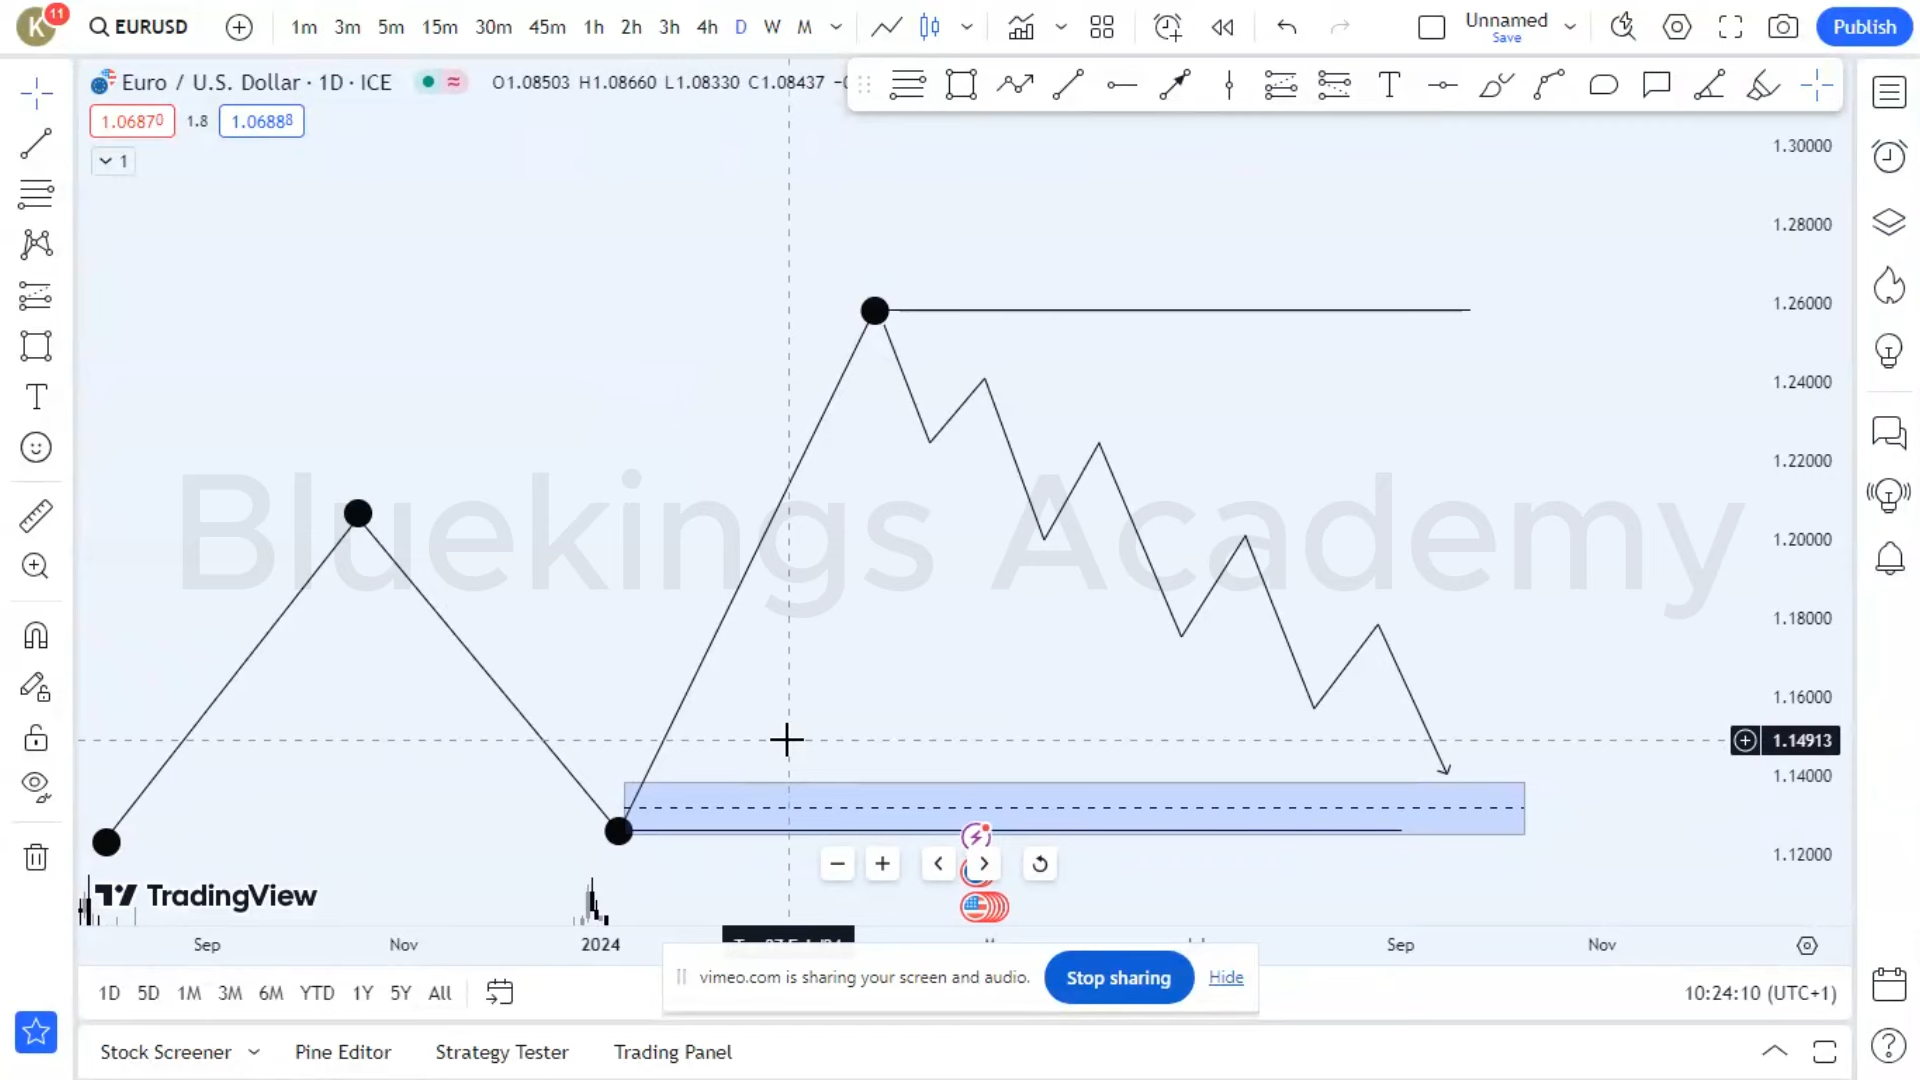 K 11 EURUSD 1m 3m 5m 15m 30m 45m 1h 2h 3h 4h D W M Unnamed Save Publish
Euro / U.S. Dollar · 1D · ICE O1.08503 H1.08660 L1.08330 C1.08437
1.06870 1.8 1.06888
1
1.30000
1.28000
1.26000
1.24000
1.22000
Bluekings Academy
1.20000
1.18000
1.16000
1.14913
1.14000
1.12000
TradingView
Sep Nov 2024 Sep Nov
vimeo.com is sharing your screen and audio. Stop sharing Hide
1D 5D 1M 3M 6M YTD 1Y 5Y All 10:24:10 (UTC+1)
Stock Screener Pine Editor Strategy Tester Trading Panel